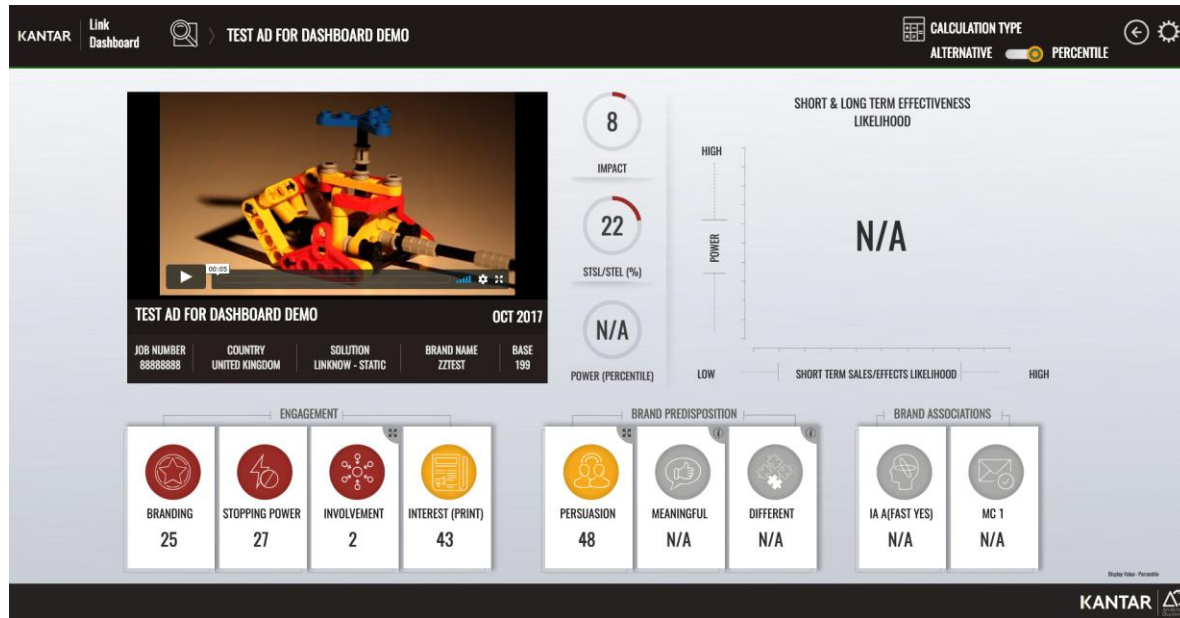 KANTAR
Link
Dashboard
TEST AD FOR DASHBOARD DEMO
CALCULATION TYPE
ALTERNATIVE PERCENTILE
00:05
TEST AD FOR DASHBOARD DEMO OCT 2017
JOB NUMBER COUNTRY SOLUTION BRAND NAME BASE
88888888 UNITED KINGDOM LINKNOW - STATIC ZZTEST 199
8
IMPACT
22
STSL/STEL (%)
N/A
POWER (PERCENTILE)
SHORT & LONG TERM EFFECTIVENESS
LIKELIHOOD
HIGH
POWER
N/A
LOW SHORT TERM SALES/EFFECTS LIKELIHOOD HIGH
ENGAGEMENT
BRANDING STOPPING POWER INVOLVEMENT INTEREST (PRINT)
25 27 2 43
BRAND PREDISPOSITION
PERSUASION MEANINGFUL DIFFERENT
48 N/A N/A
BRAND ASSOCIATIONS
IA A(FAST YES) MC 1
N/A N/A
Display Value : Percentile
KANTAR